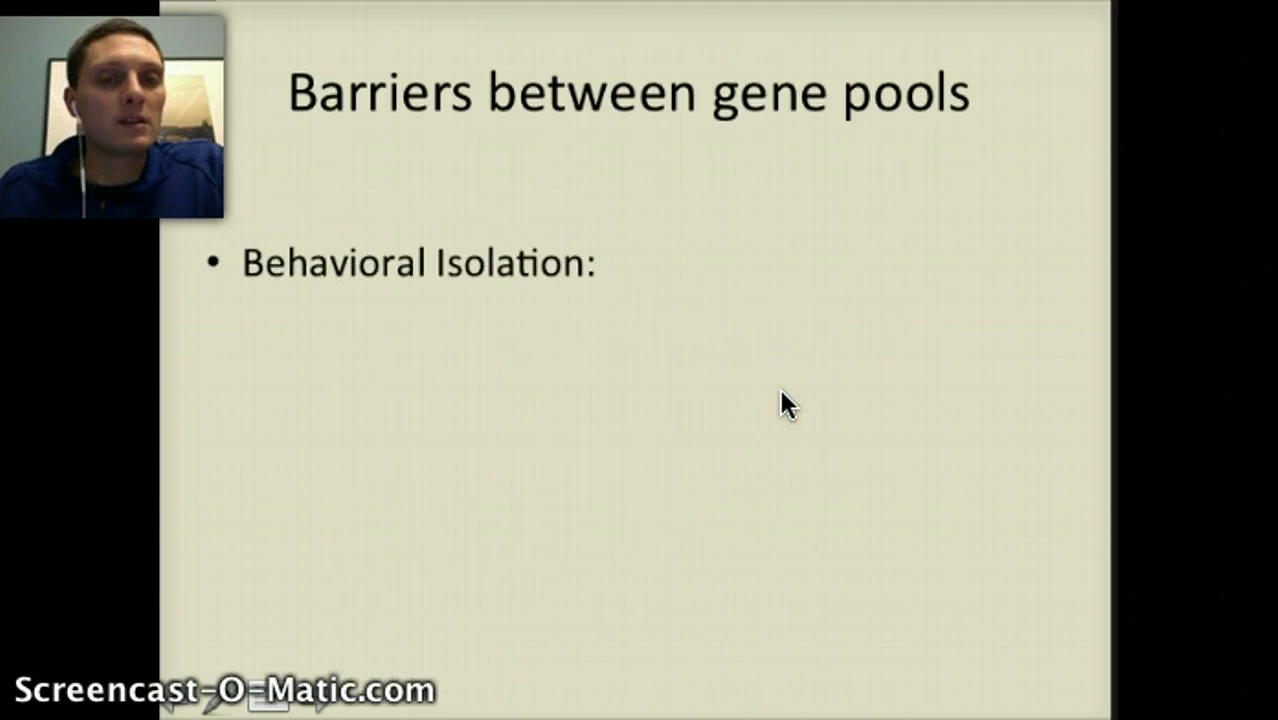 Barriers between gene pools
• Behavioral Isolation:
Screencast-O-Matic.com